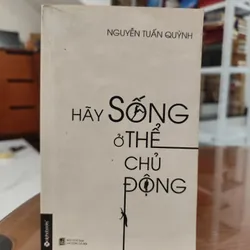 NGUYỄN TUẤN QUỲNH
HÃY SỐNG
Ở THỂ
CHỦ
ĐỘNG